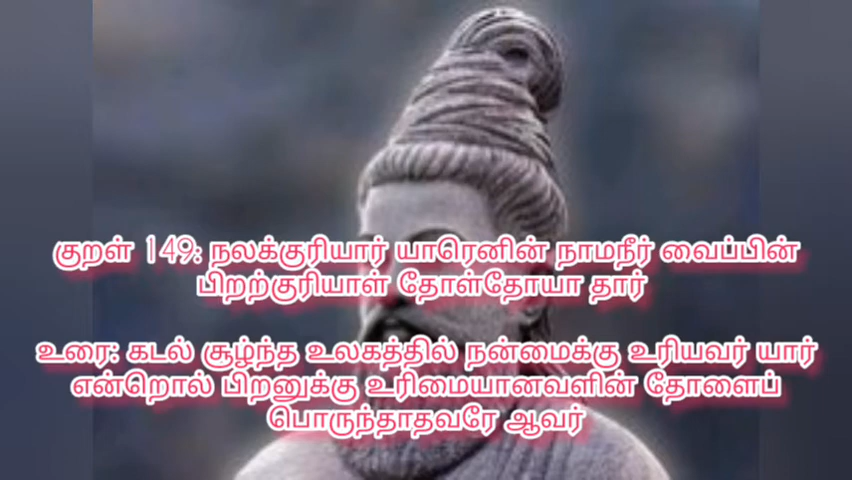 குறள் 149: நலக்குரியார் யாரெனின் நாமநீர் வைப்பின்
பிறற்குரியாள் தோள்தோயா தார்
உரை: கடல் சூழ்ந்த உலகத்தில் நன்மைக்கு உரியவர் யார்
என்றொல் பிறனுக்கு உரிமையானவளின் தோளைப்
பொருந்தாதவரே ஆவர்